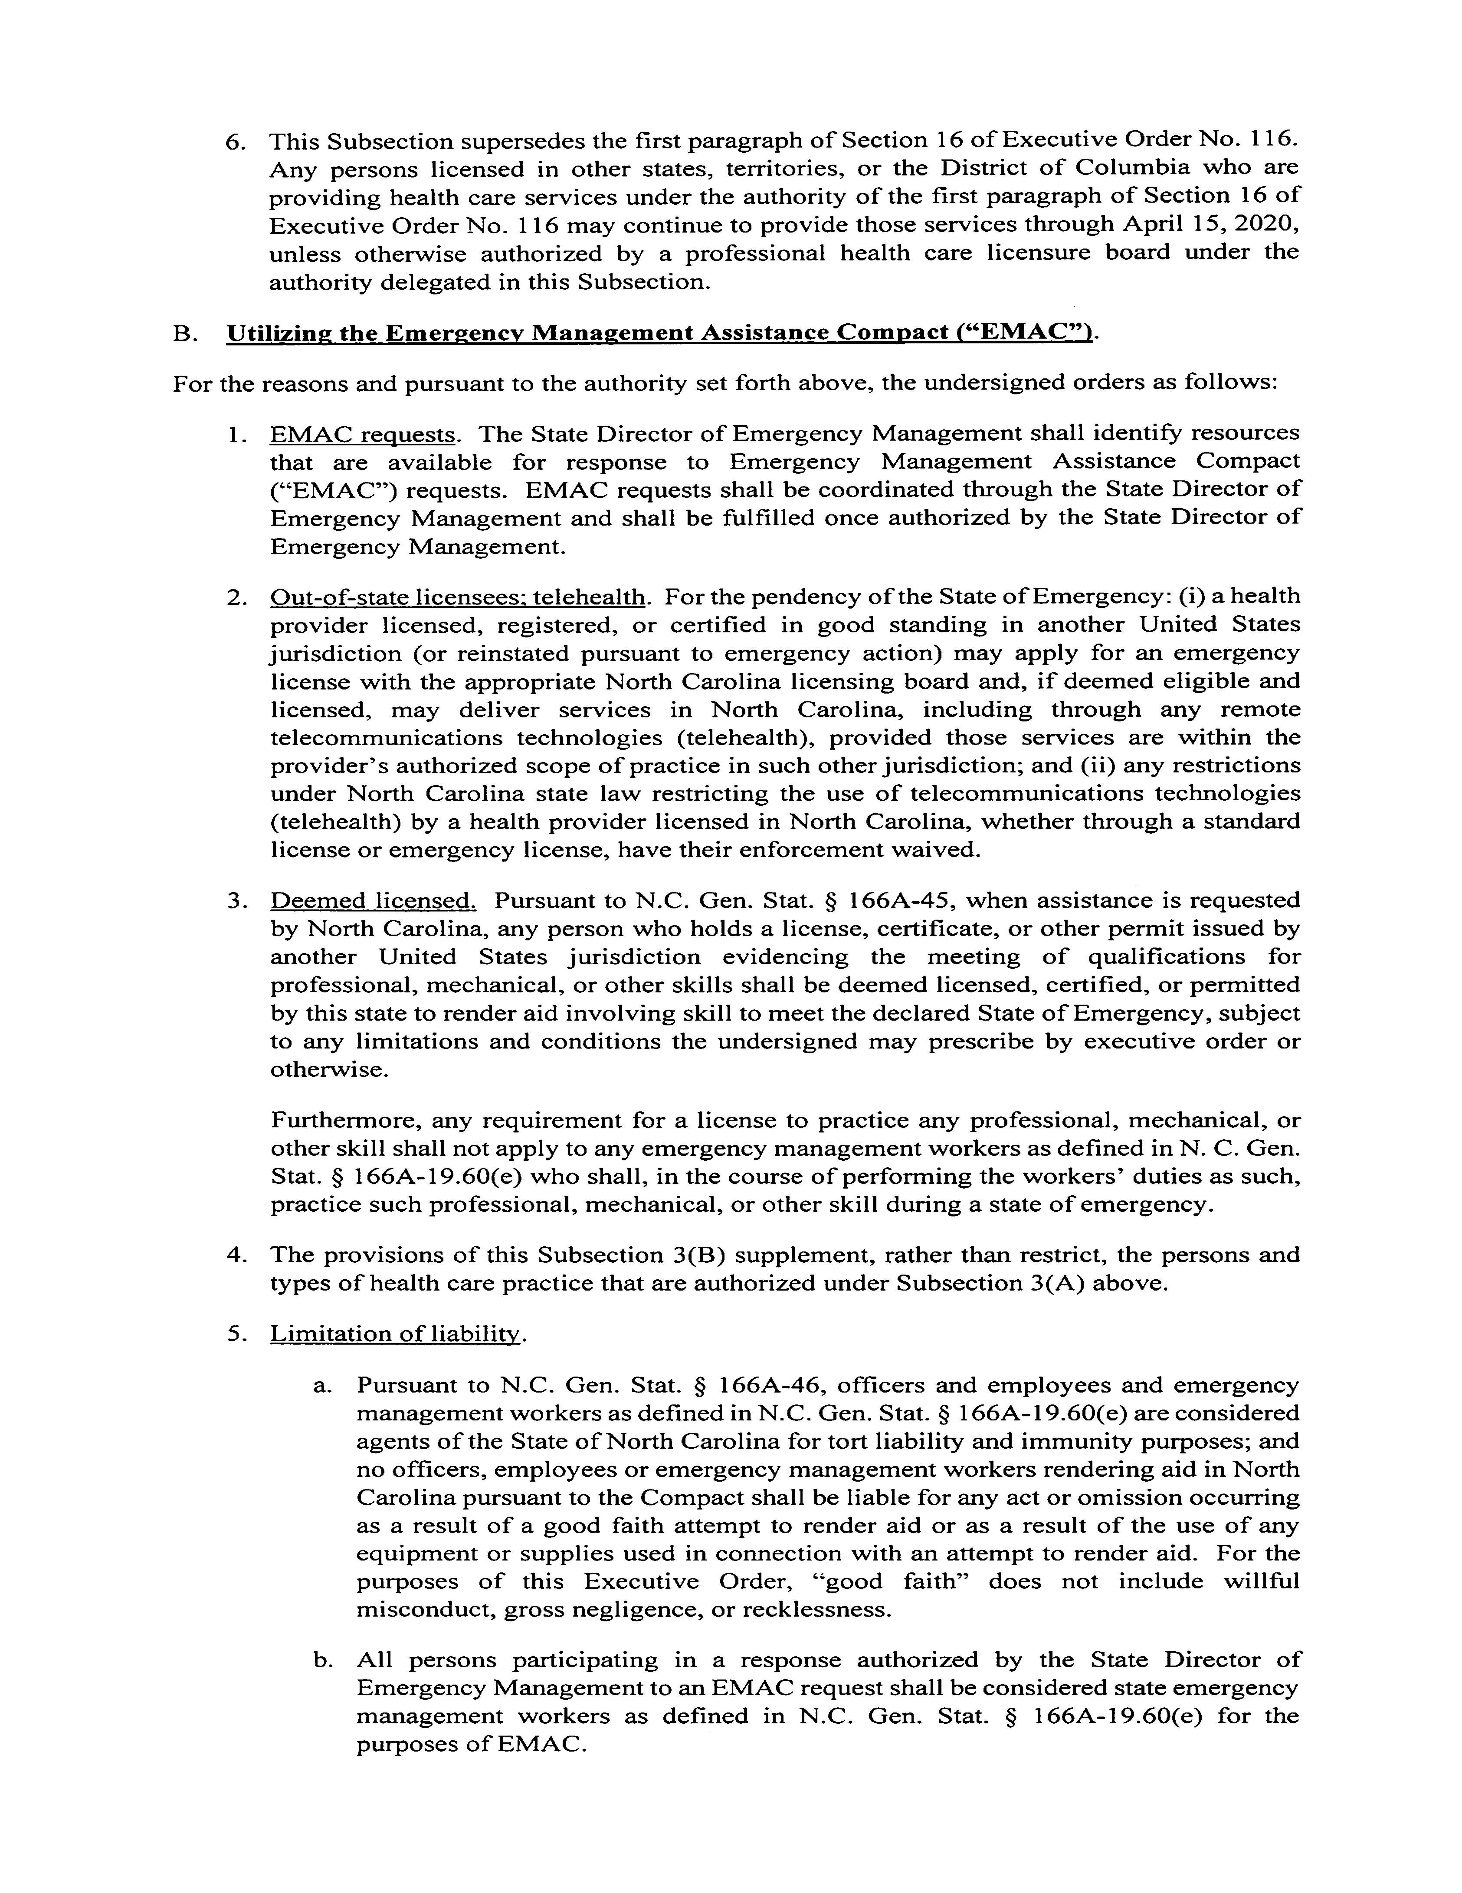 6. This Subsection supersedes the first paragraph of Section 16 of Executive Order No. 116.
Any persons licensed in other states, territories, or the District of Columbia who are
providing health care services under the authority of the first paragraph of Section 16 of
Executive Order No. 116 may continue to provide those services through April 15, 2020,
unless otherwise authorized by a professional health care licensure board under the
authority delegated in this Subsection.
B. Utilizing the Emergency Management Assistance Compact (“EMAC”).
For the reasons and pursuant to the authority set forth above, the undersigned orders as follows:
1. EMAC requests. The State Director of Emergency Management shall identify resources
that are available for response to Emergency Management Assistance Compact
(“EMAC”) requests. EMAC requests shall be coordinated through the State Director of
Emergency Management and shall be fulfilled once authorized by the State Director of
Emergency Management.
2. Out-of-state licensees; telehealth. For the pendency of the State of Emergency: (i) a health
provider licensed, registered, or certified in good standing in another United States
jurisdiction (or reinstated pursuant to emergency action) may apply for an emergency
license with the appropriate North Carolina licensing board and, if deemed eligible and
licensed, may deliver services in North Carolina, including through any remote
telecommunications technologies (telehealth), provided those services are within the
provider’s authorized scope of practice in such other jurisdiction; and (ii) any restrictions
under North Carolina state law restricting the use of telecommunications technologies
(telehealth) by a health provider licensed in North Carolina, whether through a standard
license or emergency license, have their enforcement waived.
3. Deemed licensed. Pursuant to N.C. Gen. Stat. § 166A-45, when assistance is requested
by North Carolina, any person who holds a license, certificate, or other permit issued by
another United States jurisdiction evidencing the meeting of qualifications for
professional, mechanical, or other skills shall be deemed licensed, certified, or permitted
by this state to render aid involving skill to meet the declared State of Emergency, subject
to any limitations and conditions the undersigned may prescribe by executive order or
otherwise.
Furthermore, any requirement for a license to practice any professional, mechanical, or
other skill shall not apply to any emergency management workers as defined in N. C. Gen.
Stat. § 166A-19.60(e) who shall, in the course of performing the workers’ duties as such,
practice such professional, mechanical, or other skill during a state of emergency.
4. The provisions of this Subsection 3(B) supplement, rather than restrict, the persons and
types of health care practice that are authorized under Subsection 3(A) above.
5. Limitation of liability.
a. Pursuant to N.C. Gen. Stat. § 166A-46, officers and employees and emergency
management workers as defined in N.C. Gen. Stat. § 166A-19.60(e) are considered
agents of the State of North Carolina for tort liability and immunity purposes; and
no officers, employees or emergency management workers rendering aid in North
Carolina pursuant to the Compact shall be liable for any act or omission occurring
as a result of a good faith attempt to render aid or as a result of the use of any
equipment or supplies used in connection with an attempt to render aid. For the
purposes of this Executive Order, “good faith” does not include willful
misconduct, gross negligence, or recklessness.
b. All persons participating in a response authorized by the State Director of
Emergency Management to an EMAC request shall be considered state emergency
management workers as defined in N.C. Gen. Stat. § 166A-19.60(e) for the
purposes of EMAC.